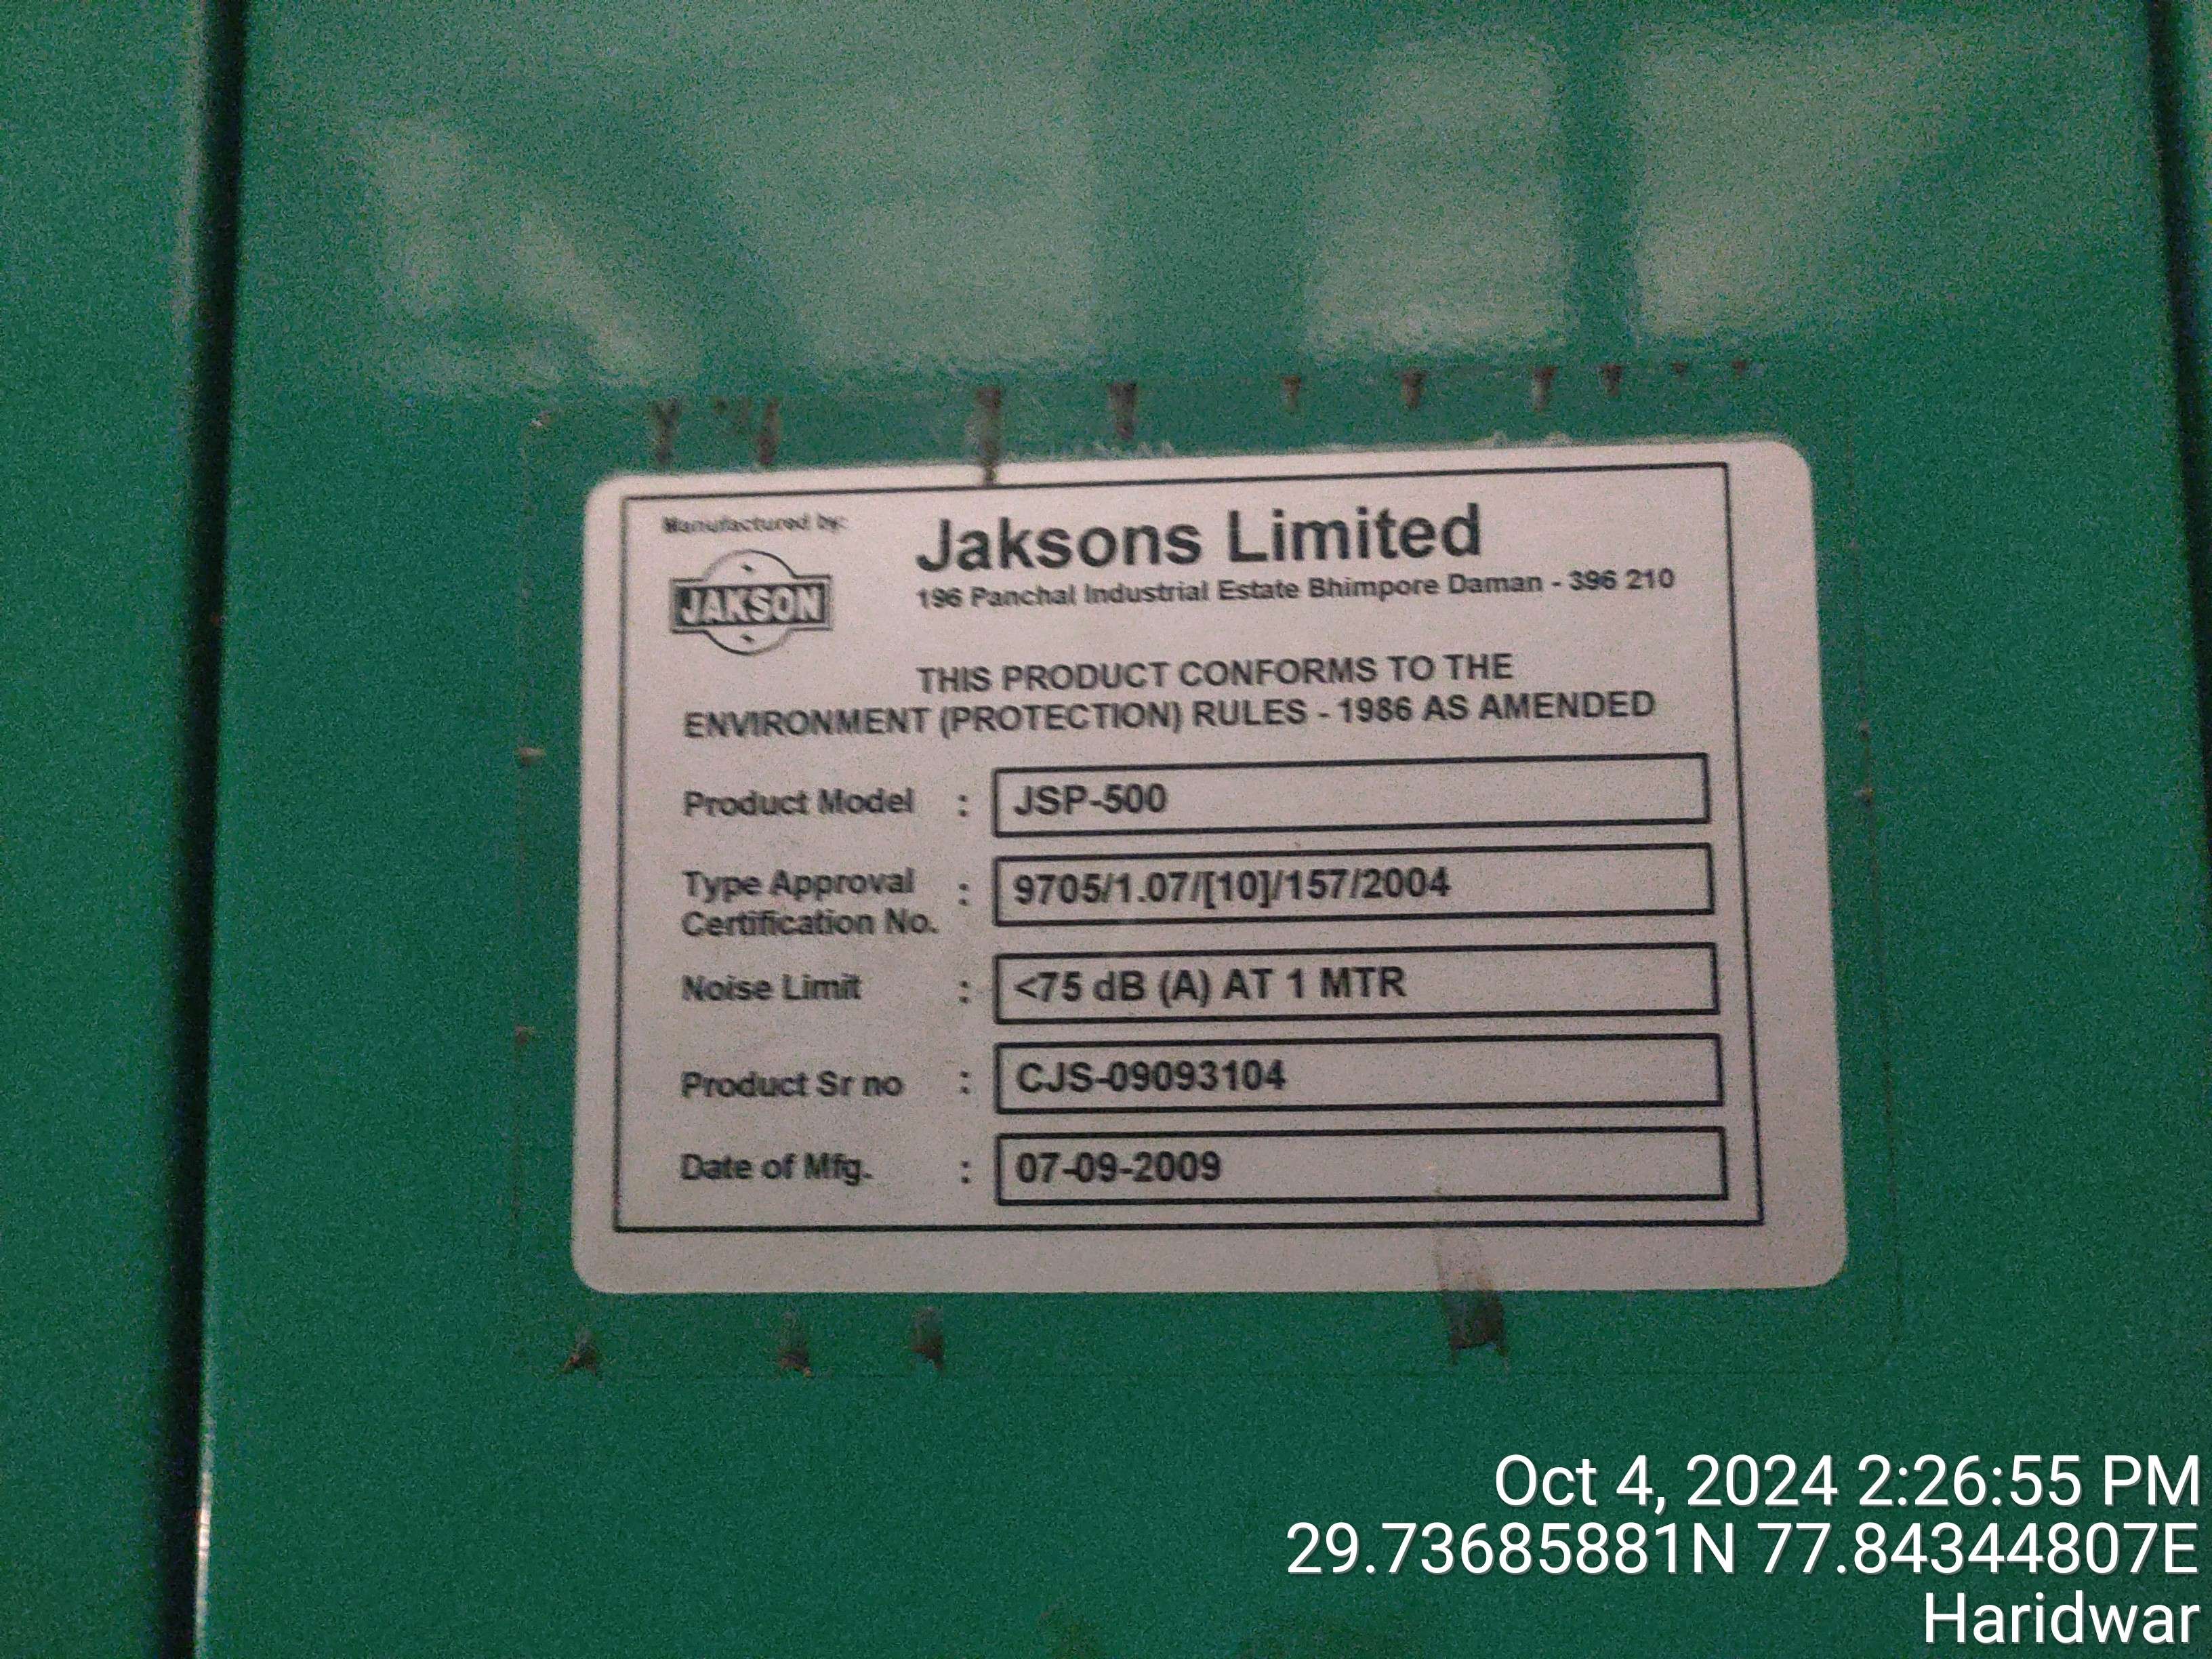 Manufactured by:
JAKSON
Jaksons Limited
196 Panchal Industrial Estate Bhimpore Daman - 396 210
THIS PRODUCT CONFORMS TO THE
ENVIRONMENT (PROTECTION) RULES - 1986 AS AMENDED
Product Model : JSP-500
Type Approval
Certification No. : 9705/1.07/[10]/157/2004
Noise Limit : <75 dB (A) AT 1 MTR
Product Sr no : CJS-09093104
Date of Mfg. : 07-09-2009
Oct 4, 2024 2:26:55 PM
29.73685881N 77.84344807E
Haridwar